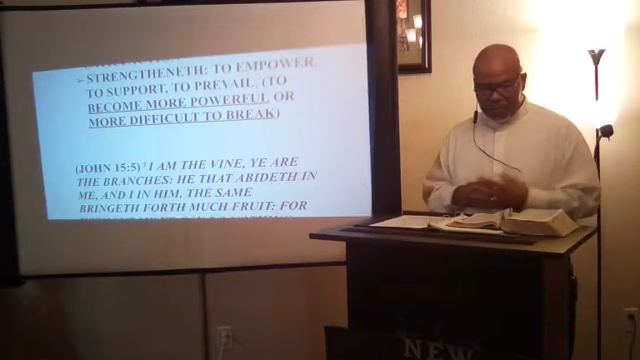 ➢STRENGTHENETH: TO EMPOWER,
TO SUPPORT, TO PREVAIL, (TO
BECOME MORE POWERFUL OR
MORE DIFFICULT TO BREAK)
(JOHN 15:5) 5 I AM THE VINE, YE ARE
THE BRANCHES: HE THAT ABIDETH IN
ME, AND I IN HIM, THE SAME
BRINGETH FORTH MUCH FRUIT: FOR
NEW